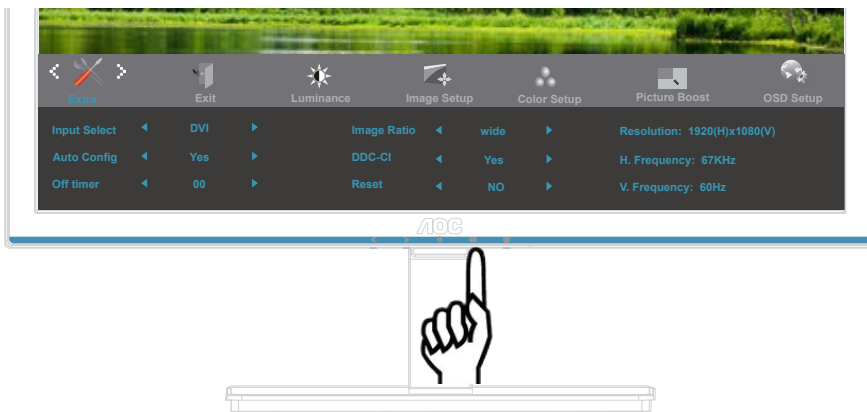 Extra Exit Luminance Image Setup Color Setup Picture Boost OSD Setup
Input Select DVI Image Ratio wide Resolution: 1920(H)x1080(V)
Auto Config Yes DDC-CI Yes H. Frequency: 67KHz
Off timer 00 Reset NO V. Frequency: 60Hz
AOC